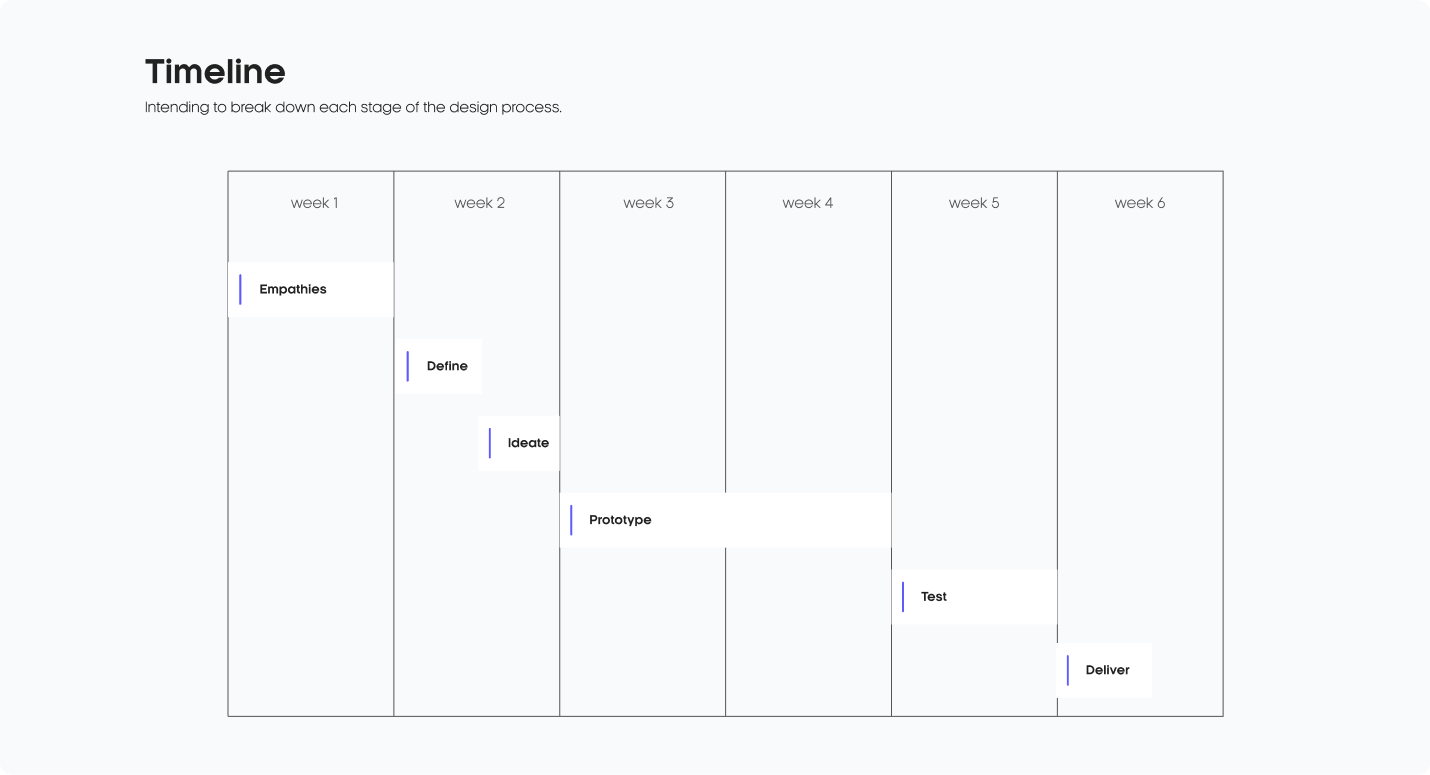 Timeline
Intending to break down each stage of the design process.
week 1
week 2
week 3
week 4
week 5
week 6
Empathies
Define
Ideate
Prototype
Test
Deliver